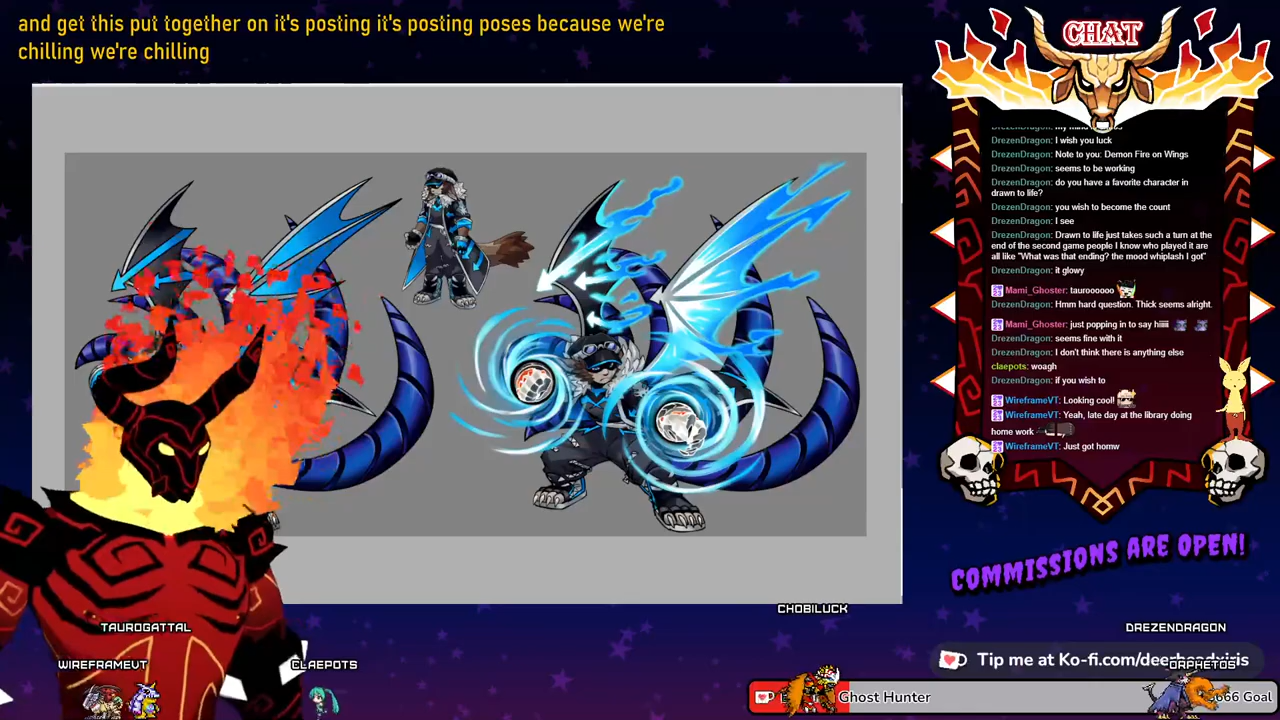 and get this put together on it's posting it's posting poses because we're
chilling we're chilling
CHAT
DrezenDragon:
DrezenDragon: I wish you luck
DrezenDragon: Note to you: Demon Fire on Wings
DrezenDragon: seems to be working
DrezenDragon: do you have a favorite character in
drawn to life?
DrezenDragon: you wish to become the count
DrezenDragon: I see
DrezenDragon: Drawn to life just takes such a turn at the
end of the second game people I know who played it are
all like "What was that ending? the mood whiplash I got"
DrezenDragon: it glowy
Mami_Ghoster: tauroooooo
DrezenDragon: Hmm hard question. Thick seems alright.
Mami_Ghoster: just popping in to say hiiiii
DrezenDragon: seems fine with it
DrezenDragon: I don't think there is anything else
claepots: woagh
DrezenDragon: if you wish to
WireframeVT: Looking cool!
WireframeVT: Yeah, late day at the library doing
home work
WireframeVT: Just got homw
COMMISSIONS ARE OPEN!
CHOBILUCK
TAUROGATTAL
DREZENDRAGON
WIREFRAMEVT
CLAEPOTS
Tip me at Ko-fi.com/deerheadxiris
ORPHETOS
Ghost Hunter
Goal